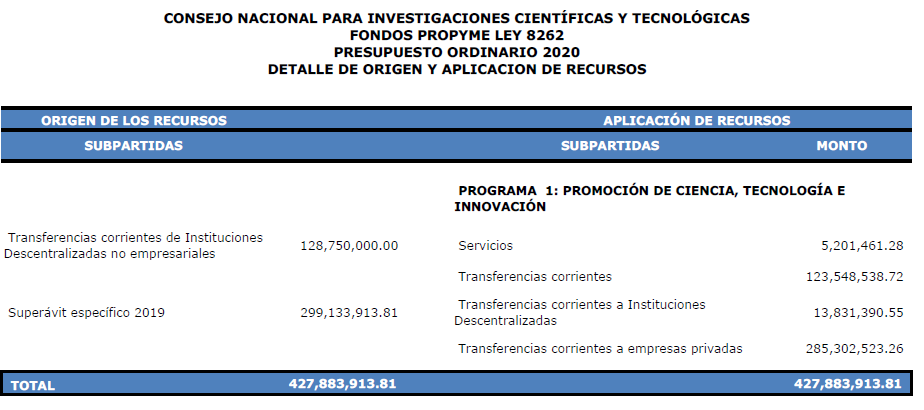 CONSEJO NACIONAL PARA INVESTIGACIONES CIENTÍFICAS Y TECNOLÓGICAS
FONDOS PROPYME LEY 8262
PRESUPUESTO ORDINARIO 2020
DETALLE DE ORIGEN Y APLICACION DE RECURSOS
ORIGEN DE LOS RECURSOS APLICACIÓN DE RECURSOS
SUBPARTIDAS SUBPARTIDAS MONTO
PROGRAMA 1: PROMOCIÓN DE CIENCIA, TECNOLOGÍA E
INNOVACIÓN
Transferencias corrientes de Instituciones
Descentralizadas no empresariales
128,750,000.00 Servicios 5,201,461.28
Transferencias corrientes 123,548,538.72
Superávit específico 2019 299,133,913.81
Transferencias corrientes a Instituciones
Descentralizadas
13,831,390.55
Transferencias corrientes a empresas privadas 285,302,523.26
TOTAL 427,883,913.81 427,883,913.81